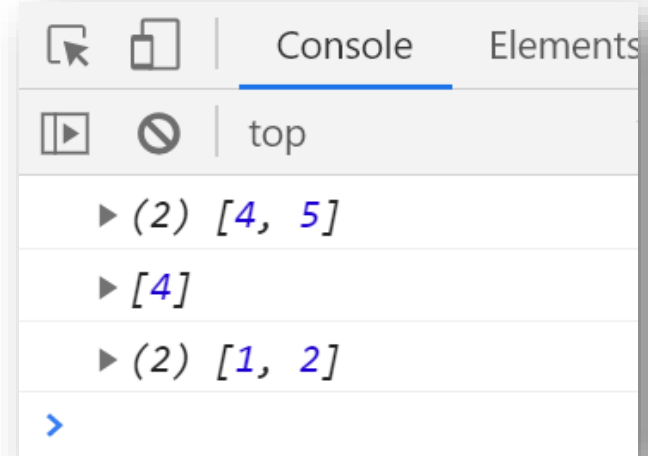 Console Elements
top
(2) [4, 5]
[4]
(2) [1, 2]